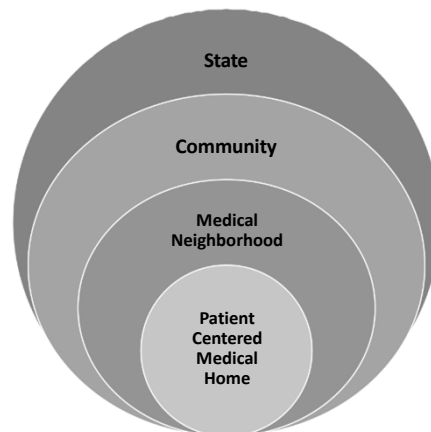 State
Community
Medical
Neighborhood
Patient
Centered
Medical
Home